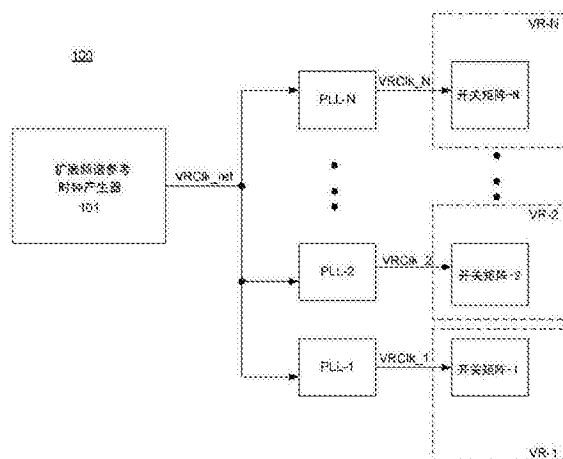 VR-N
100
PLL-N
VRClk_N
开关矩阵-N
扩展频谱参考
时钟产生器
101
VRClk_ref
VR-2
PLL-2
VRClk_2
开关矩阵-2
PLL-1
VRClk_1
开关矩阵-1
VR-1